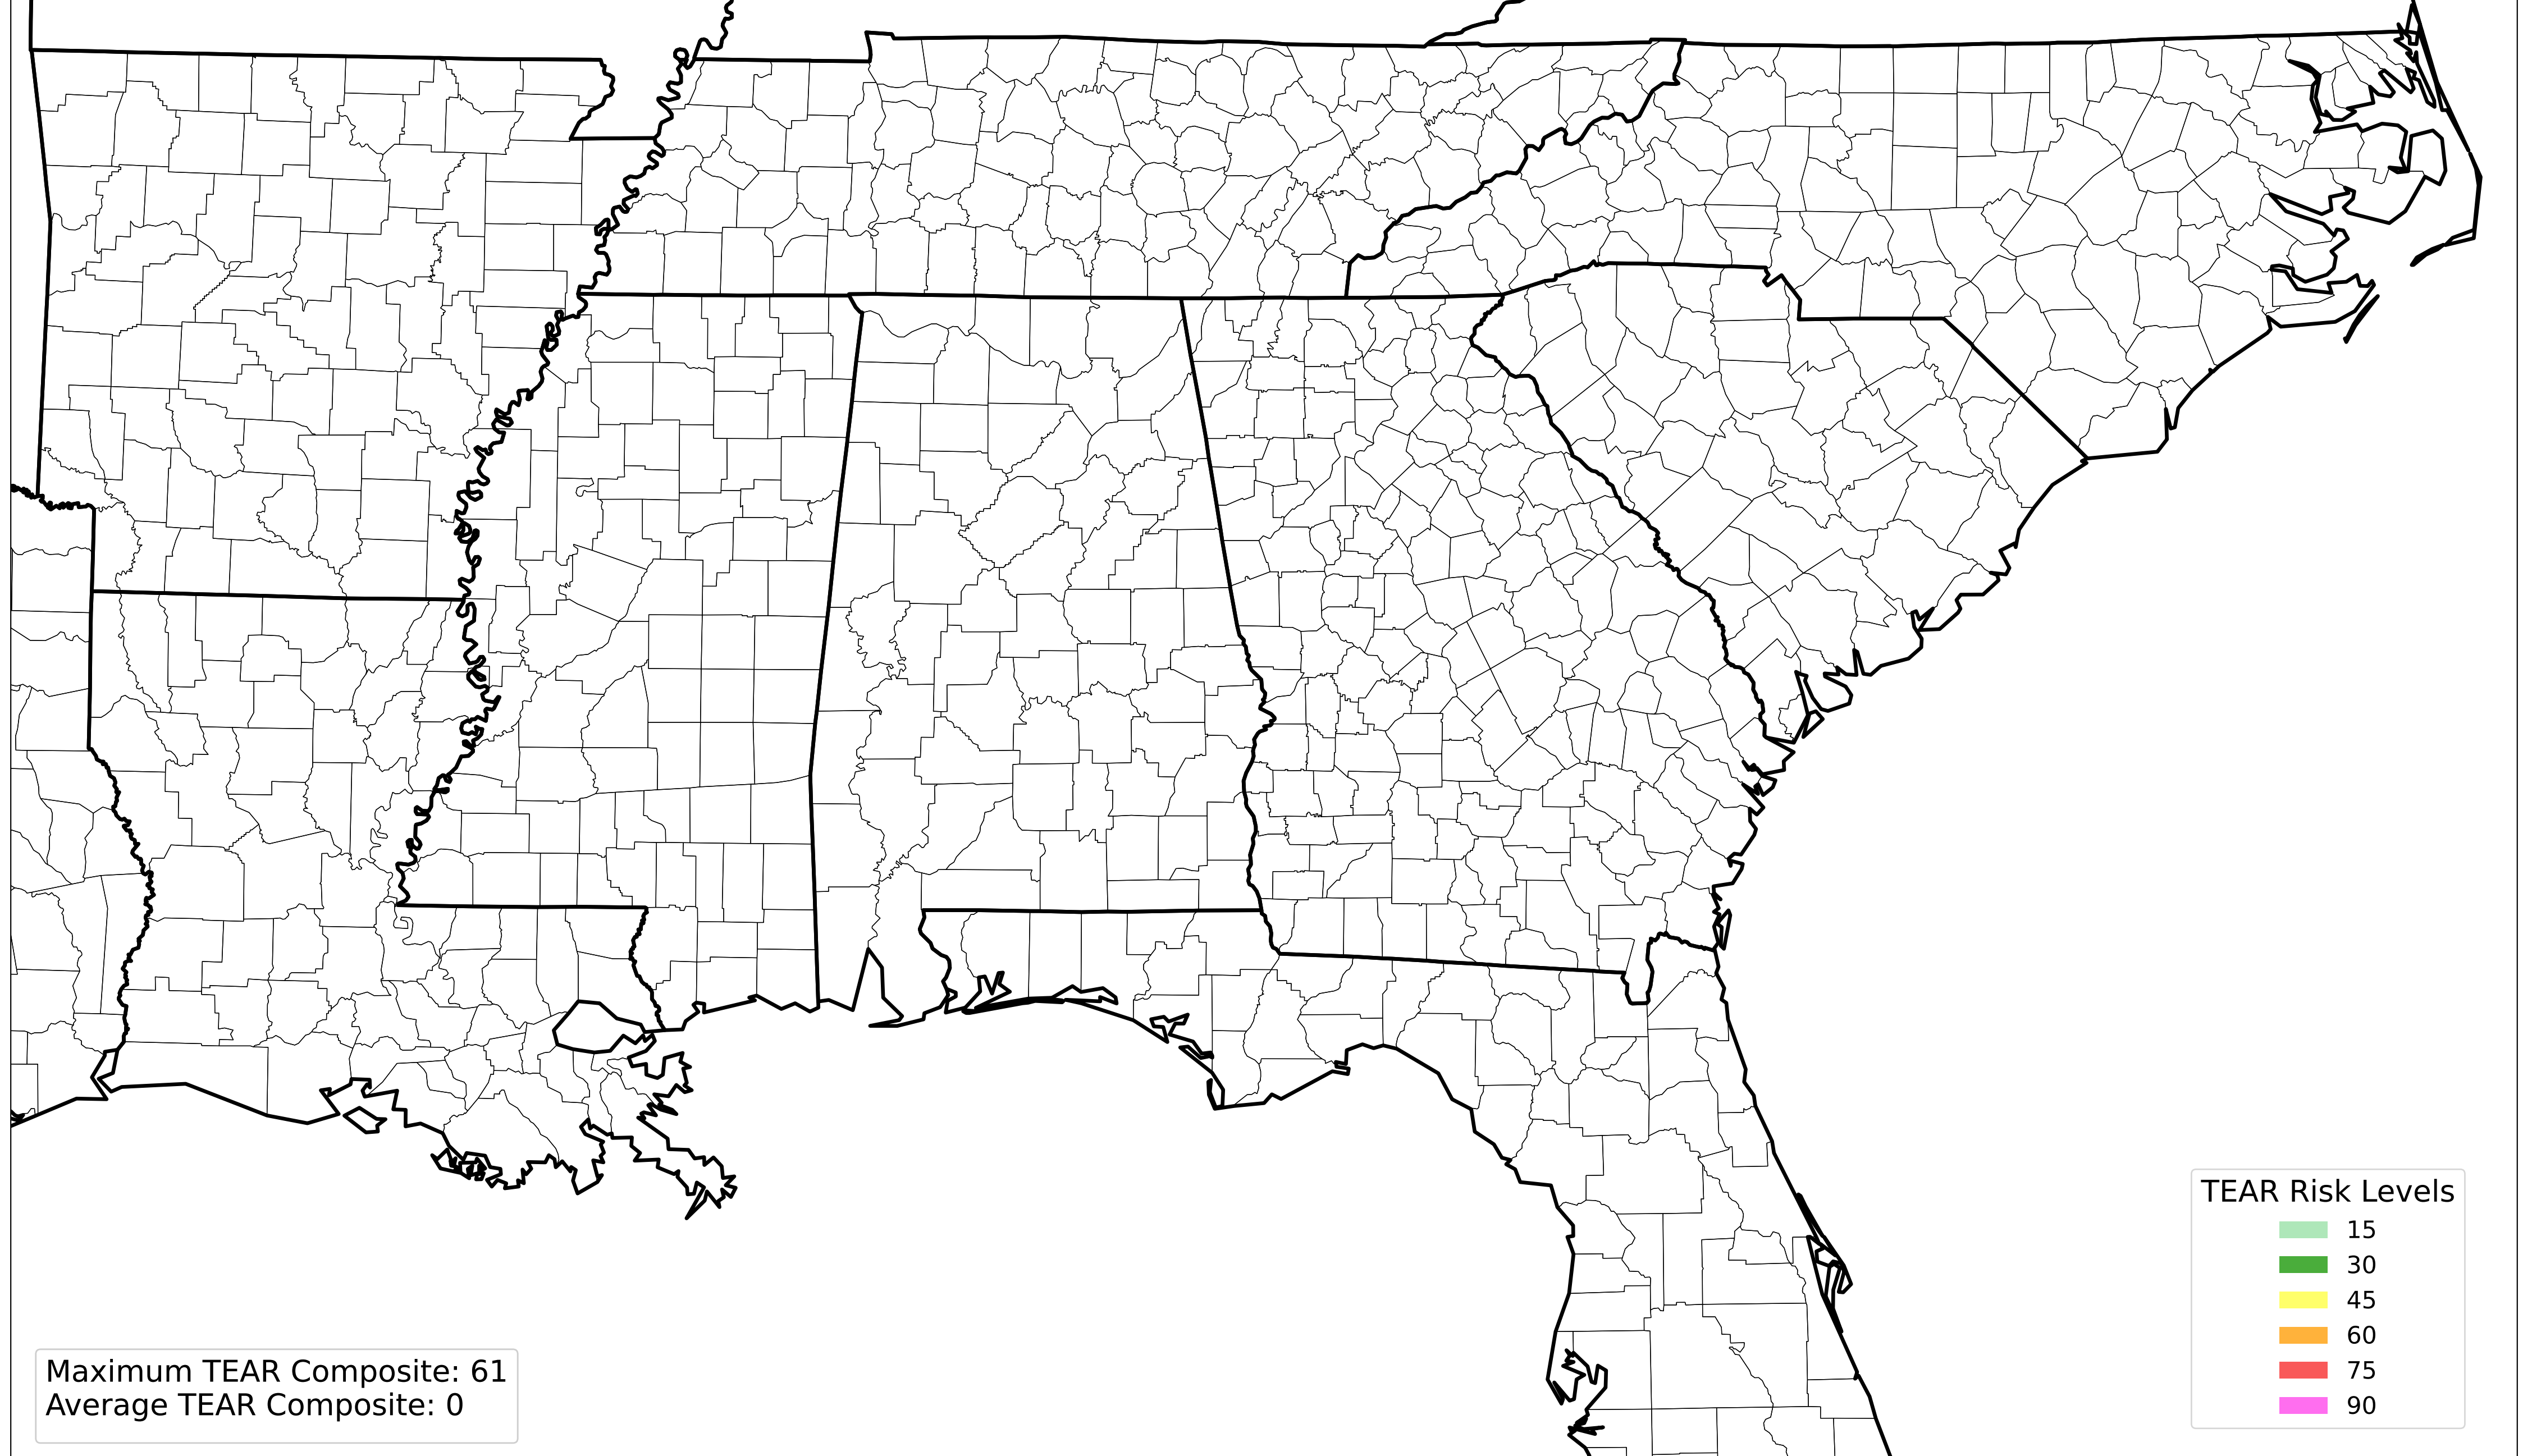 TEAR Risk Levels
15
30
45
60
75
90
Maximum TEAR Composite: 61
Average TEAR Composite: 0